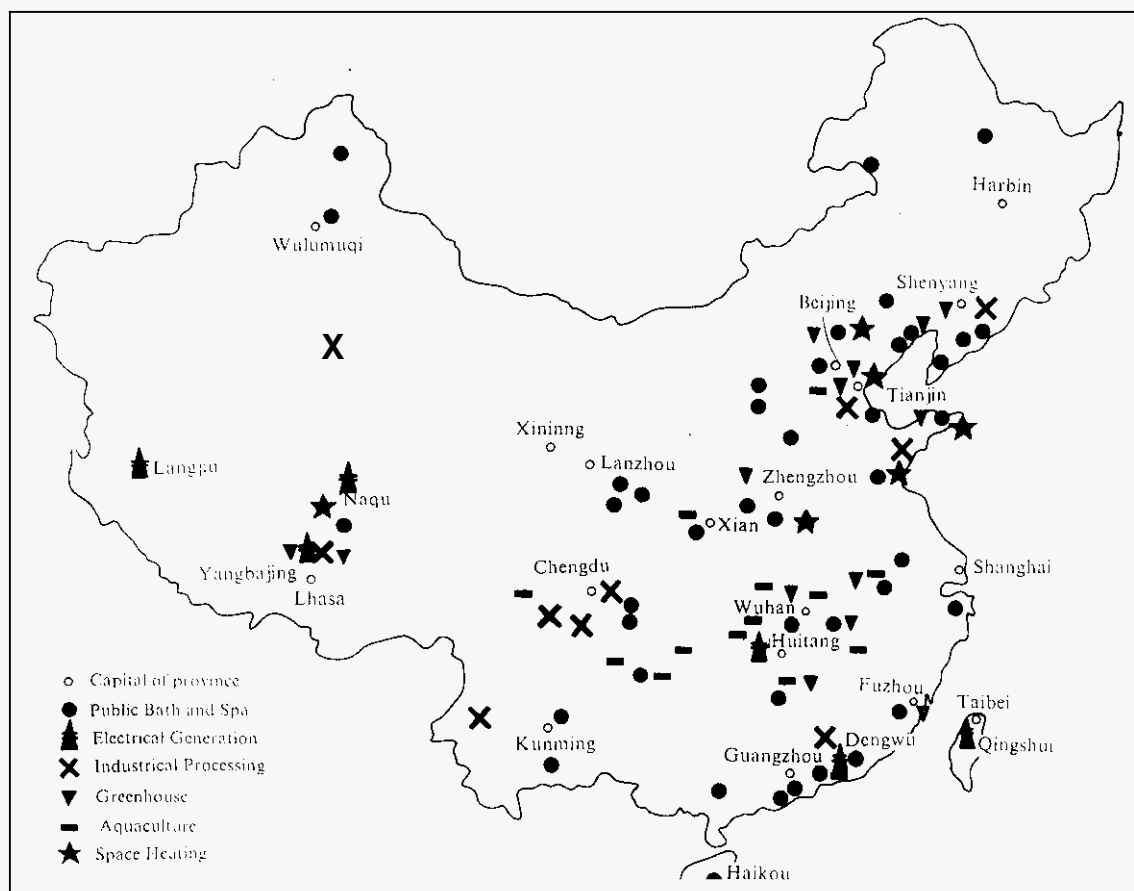 Harbin
Wulumuqi
Shenyang
Beijing
Tianjin
Xininng
Lanzhou
Zhengzhou
Langju
Naqu
Xian
Yangbajing
Lhasa
Chengdu
Shanghai
Wuhan
Huitang
Capital of province
Public Bath and Spa
Electrical Generation
Industrical Processing
Greenhouse
Aquaculture
Space Heating
Fuzhou
Taibei
Kunming
Guangzhou
Dengwu
Qingshui
Haikou